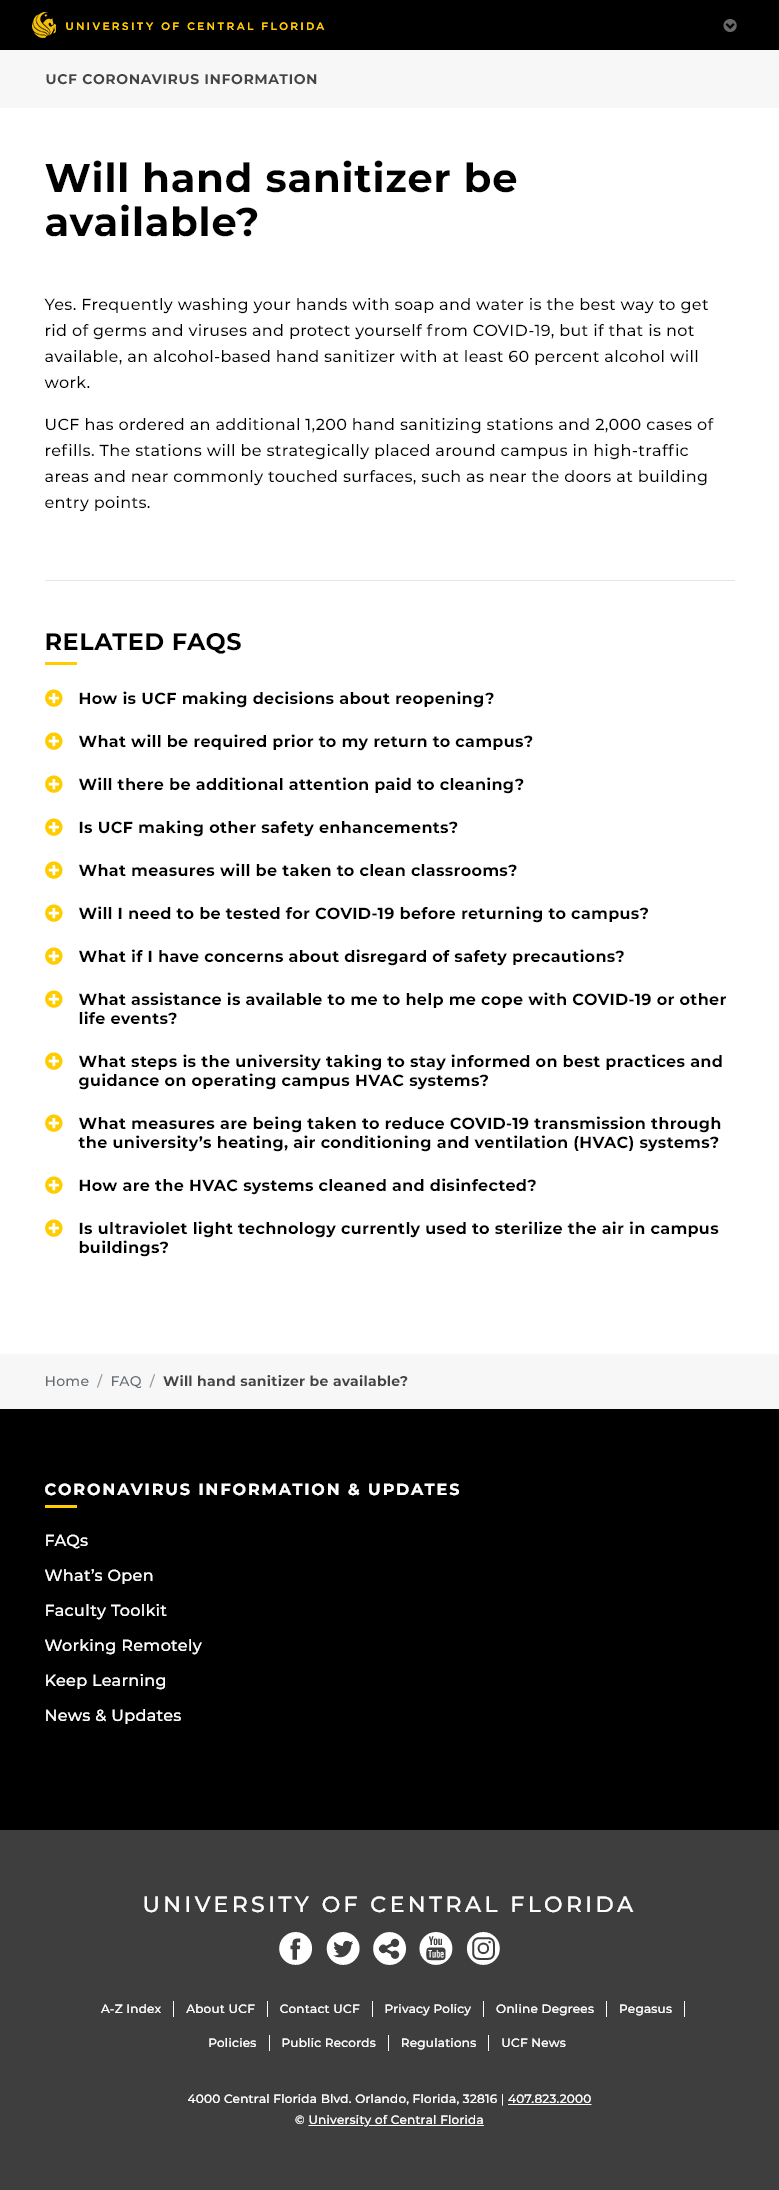 UNIVERSITY OF CENTRAL FLORIDA
UCF CORONAVIRUS INFORMATION
Will hand sanitizer be
available?
Yes. Frequently washing your hands with soap and water is the best way to get
rid of germs and viruses and protect yourself from COVID-19, but if that is not
available, an alcohol-based hand sanitizer with at least 60 percent alcohol will
work.
UCF has ordered an additional 1,200 hand sanitizing stations and 2,000 cases of
refills. The stations will be strategically placed around campus in high-traffic
areas and near commonly touched surfaces, such as near the doors at building
entry points.
RELATED FAQS
How is UCF making decisions about reopening?
What will be required prior to my return to campus?
Will there be additional attention paid to cleaning?
Is UCF making other safety enhancements?
What measures will be taken to clean classrooms?
Will I need to be tested for COVID-19 before returning to campus?
What if I have concerns about disregard of safety precautions?
What assistance is available to me to help me cope with COVID-19 or other
life events?
What steps is the university taking to stay informed on best practices and
guidance on operating campus HVAC systems?
What measures are being taken to reduce COVID-19 transmission through
the university’s heating, air conditioning and ventilation (HVAC) systems?
How are the HVAC systems cleaned and disinfected?
Is ultraviolet light technology currently used to sterilize the air in campus
buildings?
Home / FAQ / Will hand sanitizer be available?
CORONAVIRUS INFORMATION & UPDATES
FAQs
What’s Open
Faculty Toolkit
Working Remotely
Keep Learning
News & Updates
UNIVERSITY OF CENTRAL FLORIDA
You
Tube
A-Z Index | About UCF | Contact UCF | Privacy Policy | Online Degrees | Pegasus |
Policies | Public Records | Regulations | UCF News
4000 Central Florida Blvd. Orlando, Florida, 32816 | 407.823.2000
© University of Central Florida